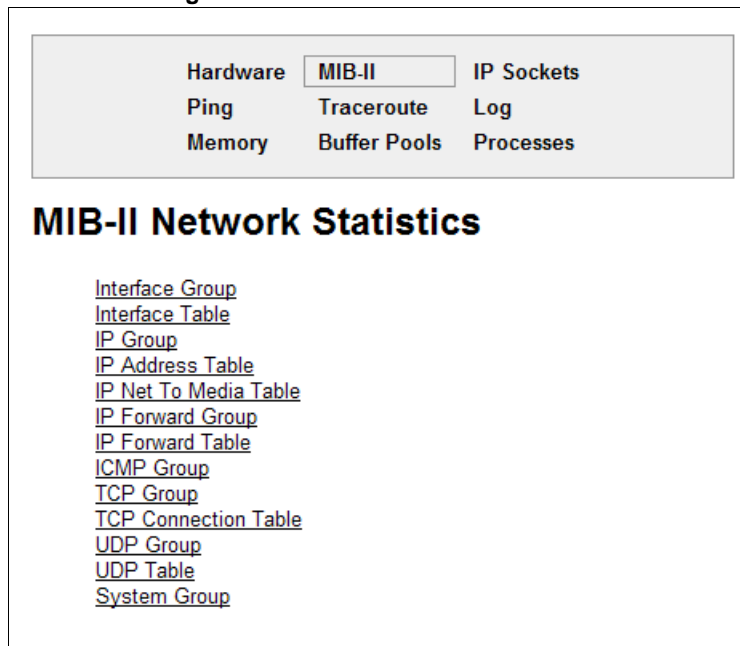 Hardware MIB-II IP Sockets
Ping Traceroute Log
Memory Buffer Pools Processes
MIB-II Network Statistics
Interface Group
Interface Table
IP Group
IP Address Table
IP Net To Media Table
IP Forward Group
IP Forward Table
ICMP Group
TCP Group
TCP Connection Table
UDP Group
UDP Table
System Group